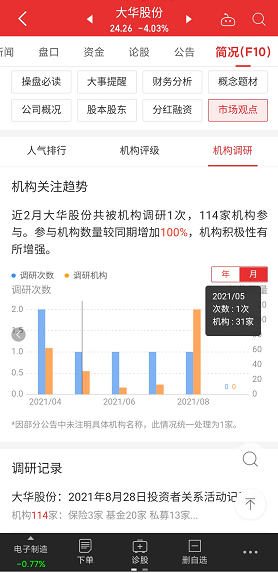 大华股份
24.26 -4.03%
新闻 盘口 资金 论股 公告 简况(F10)
操盘必读 大事提醒 财务分析 概念题材
公司概况 股本股东 分红融资 市场观点
人气排行 机构评级 机构调研
机构关注趋势
近2月大华股份共被机构调研1次，114家机构参
与。参与机构数量较同期增加100%，机构积极性有
所增强。
调研次数 调研机构 年 月
调研次数
2021/05
次数：1次
机构：31家
2.0
1.5
1.0
0.5
0.0
100
80
60
40
20
0
0 0
2021/04 2021/06 2021/08
*因部分公告中未注明具体机构名称，此情况统一处理为1家。
调研记录
大华股份：2021年8月28日投资者关系活动记
机构114家：保险3家 基金20家 私募13家...
电子制造
-0.77%
下单 诊股 删自选